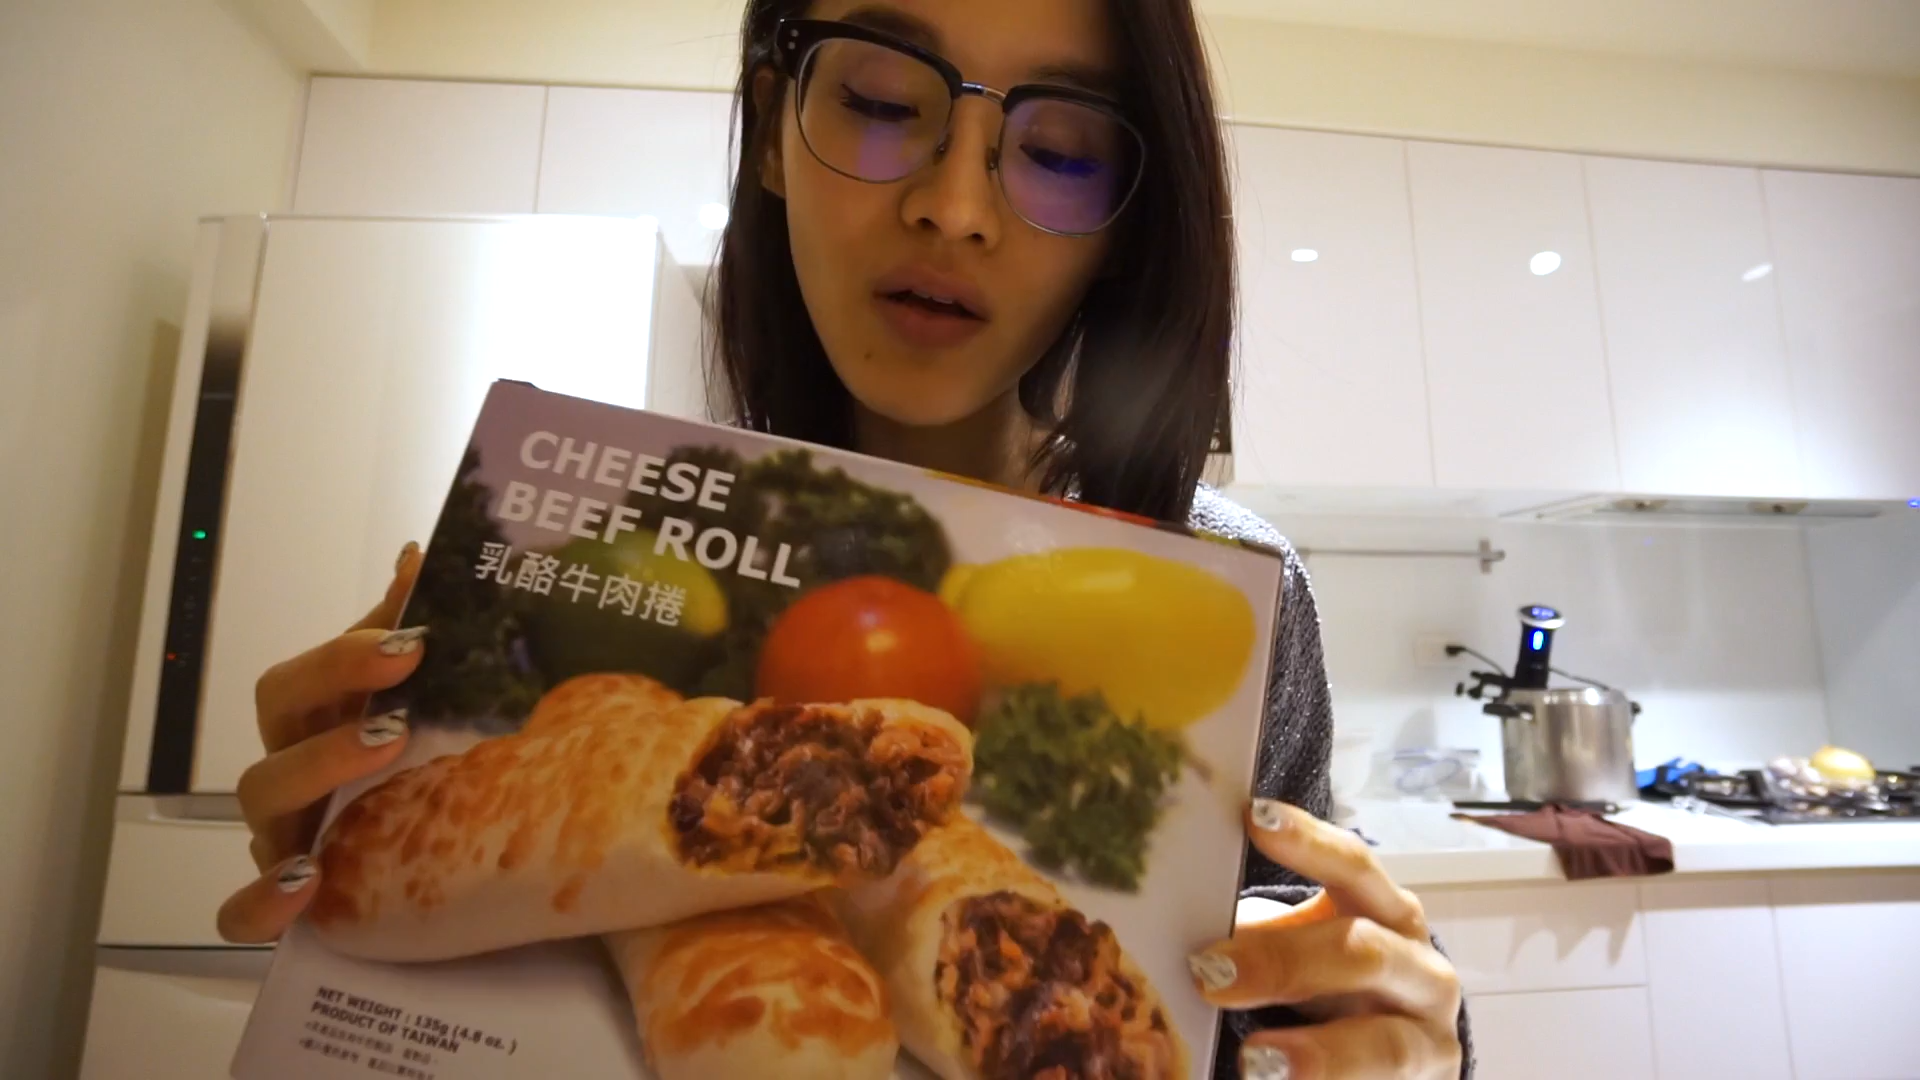 CHEESE
BEEF ROLL
乳酪牛肉捲
NET WEIGHT : 135g (4.8 oz. )
PRODUCT OF TAIWAN